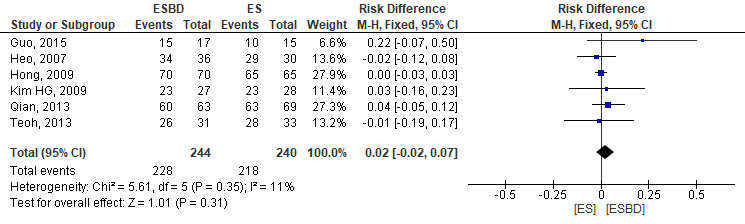 ESBD ES Risk Difference Risk Difference
Study or Subgroup Events Total Events Total Weight M-H, Fixed, 95% CI M-H, Fixed, 95% CI
Guo, 2015 15 17 10 15 6.6% 0.22 [-0.07, 0.50]
Heo, 2007 34 36 29 30 13.6% -0.02 [-0.12, 0.08]
Hong, 2009 70 70 65 65 27.9% 0.00 [-0.03, 0.03]
Kim HG, 2009 23 27 23 28 11.4% 0.03 [-0.16, 0.23]
Qian, 2013 60 63 63 69 27.3% 0.04 [-0.05, 0.12]
Teoh, 2013 26 31 28 33 13.2% -0.01 [-0.19, 0.17]
Total (95% CI) 244 240 100.0% 0.02 [-0.02, 0.07]
Total events 228 218
Heterogeneity: Chi² = 5.61, df = 5 (P = 0.35); I² = 11%
Test for overall effect: Z = 1.01 (P = 0.31)
-0.5 -0.25 0 0.25 0.5
[ES] [ESBD]